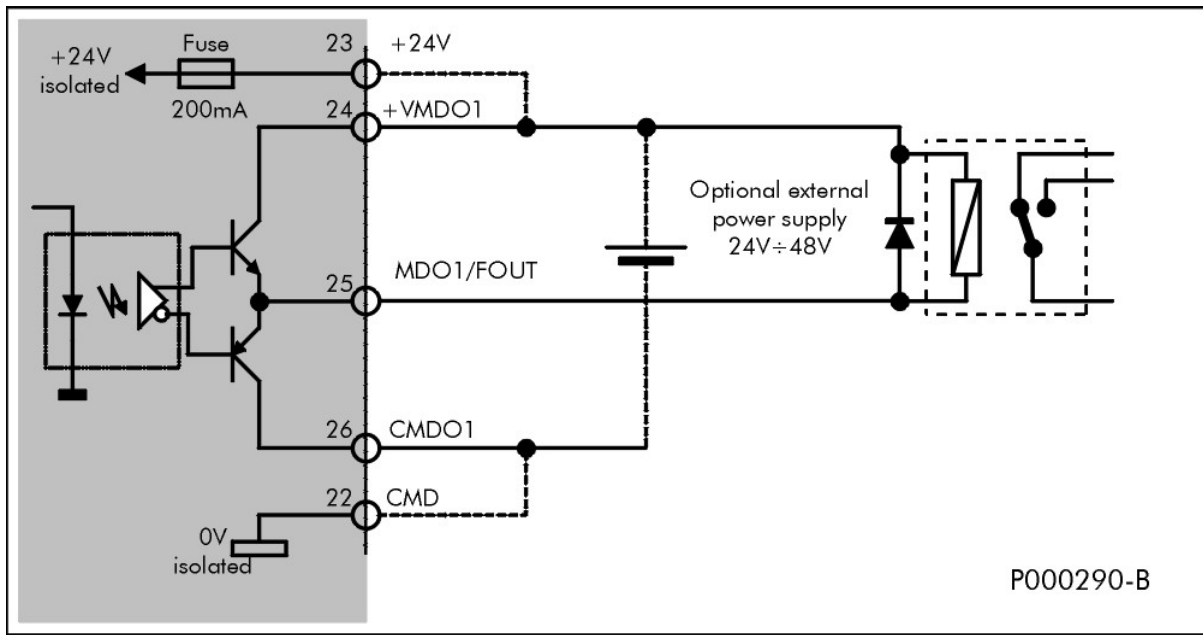 Fuse
23
+24V
+24V
isolated
200mA
24
+VMDO1
Optional external
power supply
24V÷48V
25
MDO1/FOUT
26
CMDO1
22
CMD
0V
isolated
P000290-B